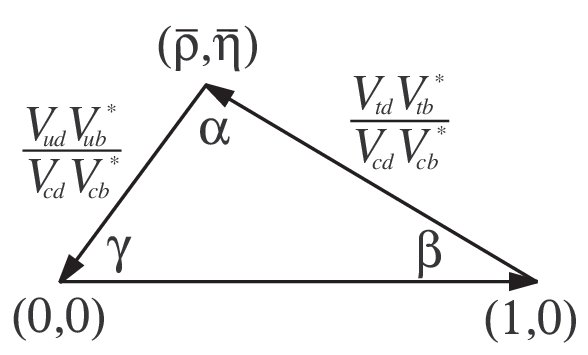 (ρ̄,η̄)
V_ud V_ub^*
V_cd V_cb^*
α
V_td V_tb^*
V_cd V_cb^*
γ
β
(0,0)
(1,0)